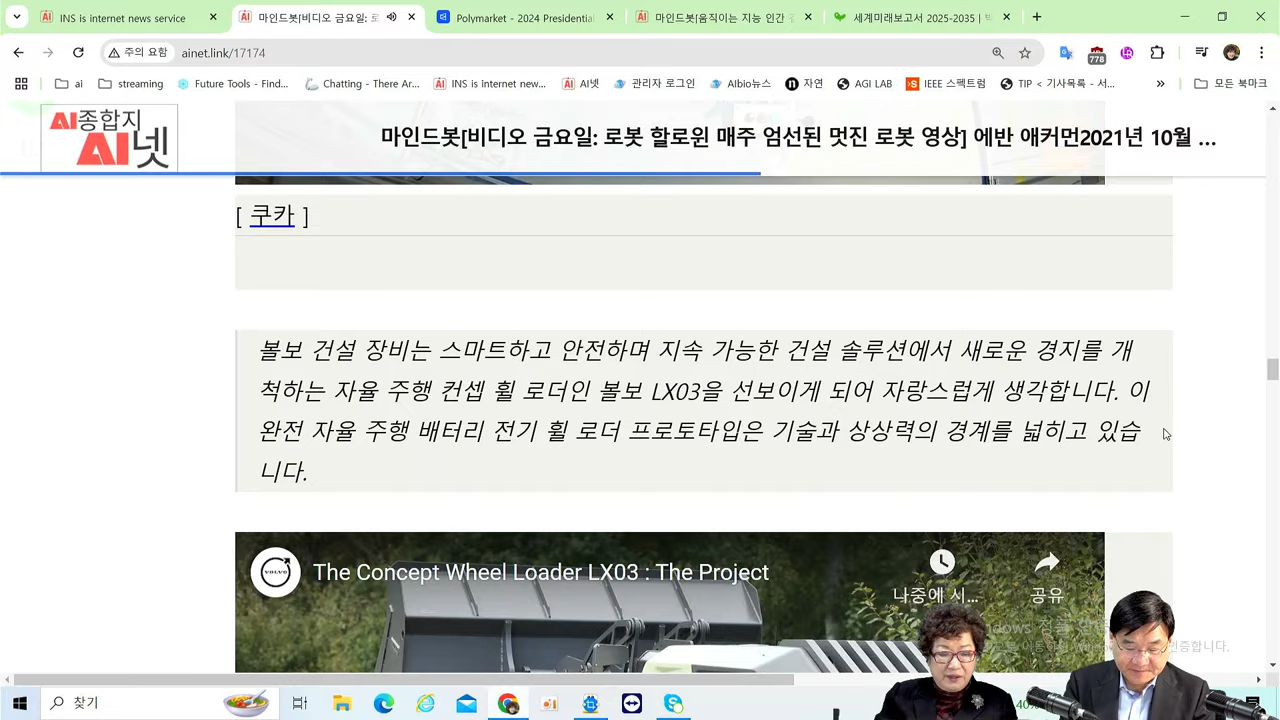 INS is internet news service
마인드봇[비디오 금요일: 로
Polymarket - 2024 Presidential
마인드봇[움직이는 지능 인간
세계미래보고서 2025-2035 |
주의 요함
ainet.link/17174
778
ai
streaming
Future Tools - Find...
Chatting - There Ar...
INS is internet new...
AI넷
관리자 로그인
AIbio뉴스
자연
AGI LAB
IEEE 스펙트럼
TIP < 기사목록 - 서...
»
모든 북마크
AI종합지
AI넷
마인드봇[비디오 금요일: 로봇 할로윈 매주 엄선된 멋진 로봇 영상] 에반 애커먼2021년 10월 ...
[ 쿠카 ]
볼보 건설 장비는 스마트하고 안전하며 지속 가능한 건설 솔루션에서 새로운 경지를 개
척하는 자율 주행 컨셉 휠 로더인 볼보 LX03을 선보이게 되어 자랑스럽게 생각합니다. 이
완전 자율 주행 배터리 전기 휠 로더 프로토타입은 기술과 상상력의 경계를 넓히고 있습
니다.
VOLVO
The Concept Wheel Loader LX03 : The Project
나중에 시...
공유
정품
인증합니다.
찾기